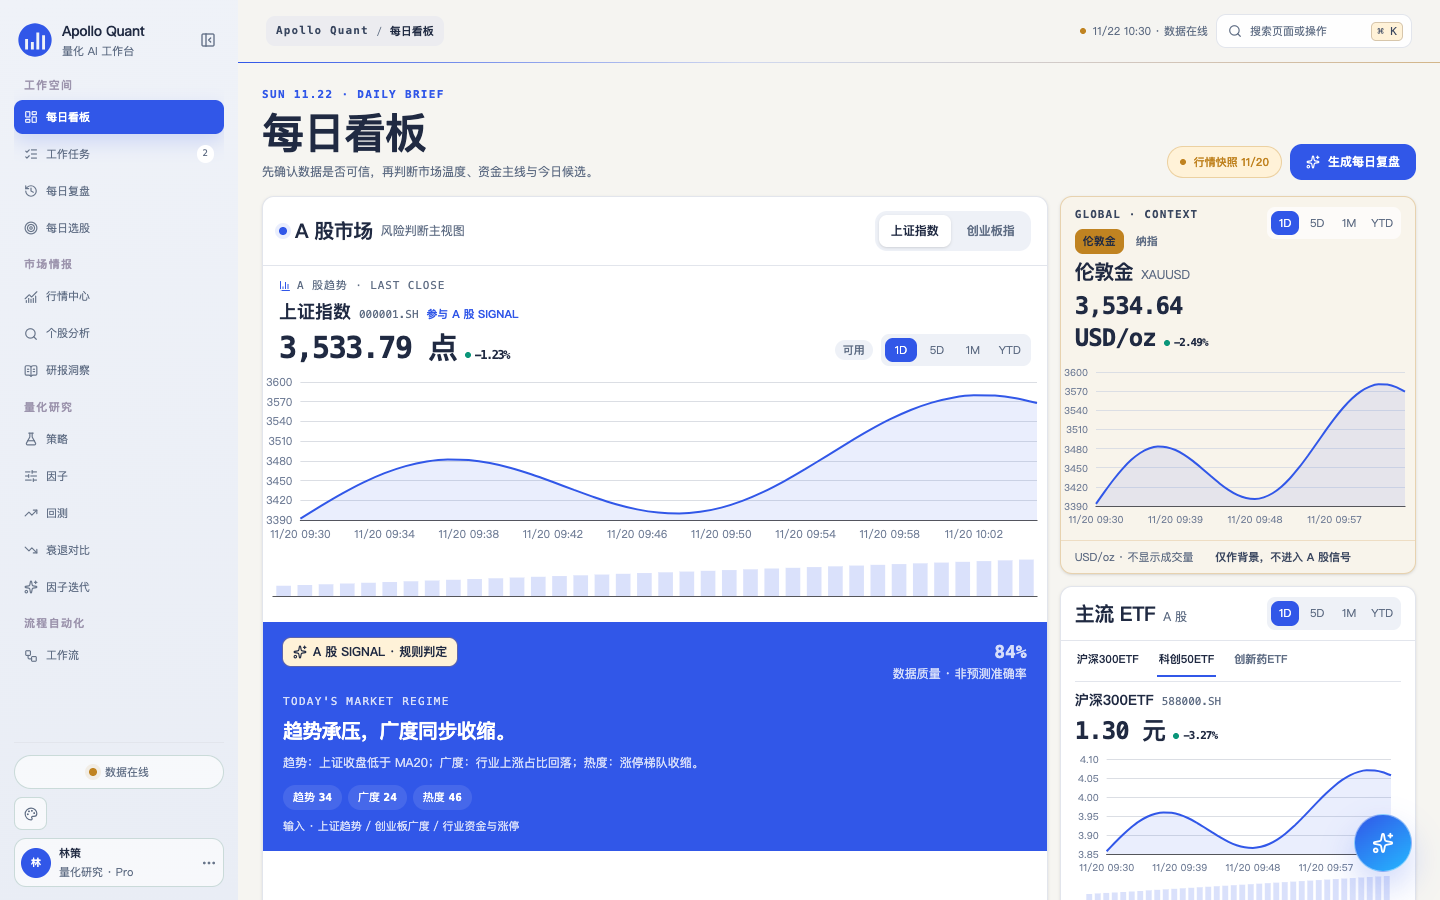 Apollo Quant
量化 AI 工作台
工作空间
每日看板
工作任务 2
每日复盘
每日选股
市场情报
行情中心
个股分析
研报洞察
量化研究
策略
因子
回测
衰退对比
因子迭代
流程自动化
工作流
数据在线
林 林策
量化研究 · Pro
Apollo Quant / 每日看板
11/22 10:30 · 数据在线
搜索页面或操作 ⌘ K
SUN 11.22 · DAILY BRIEF
每日看板
先确认数据是否可信，再判断市场温度、资金主线与今日候选。
行情快照 11/20
生成每日复盘
A 股市场 风险判断主视图
上证指数 创业板指
A 股趋势 · LAST CLOSE
上证指数 000001.SH 参与 A 股 SIGNAL
3,533.79 点 −1.23%
可用 1D 5D 1M YTD
3600
3570
3540
3510
3480
3450
3420
3390
11/20 09:30 11/20 09:34 11/20 09:38 11/20 09:42 11/20 09:46 11/20 09:50 11/20 09:54 11/20 09:58 11/20 10:02
A 股 SIGNAL · 规则判定
84%
数据质量 · 非预测准确率
TODAY'S MARKET REGIME
趋势承压，广度同步收缩。
趋势：上证收盘低于 MA20；广度：行业上涨占比回落；热度：涨停梯队收缩。
趋势 34 广度 24 热度 46
输入 · 上证趋势 / 创业板广度 / 行业资金与涨停
GLOBAL · CONTEXT
1D 5D 1M YTD
伦敦金 纳指
伦敦金 XAUUSD
3,534.64
USD/oz −2.49%
3600
3570
3540
3510
3480
3450
3420
3390
11/20 09:30 11/20 09:39 11/20 09:48 11/20 09:57
USD/oz · 不显示成交量 仅作背景，不进入 A 股信号
主流 ETF A 股
1D 5D 1M YTD
沪深300ETF 科创50ETF 创新药ETF
沪深300ETF 588000.SH
1.30 元 −3.27%
4.10
4.05
4.00
3.95
3.90
3.85
11/20 09:30 11/20 09:39 11/20 09:48 11/20 09:57